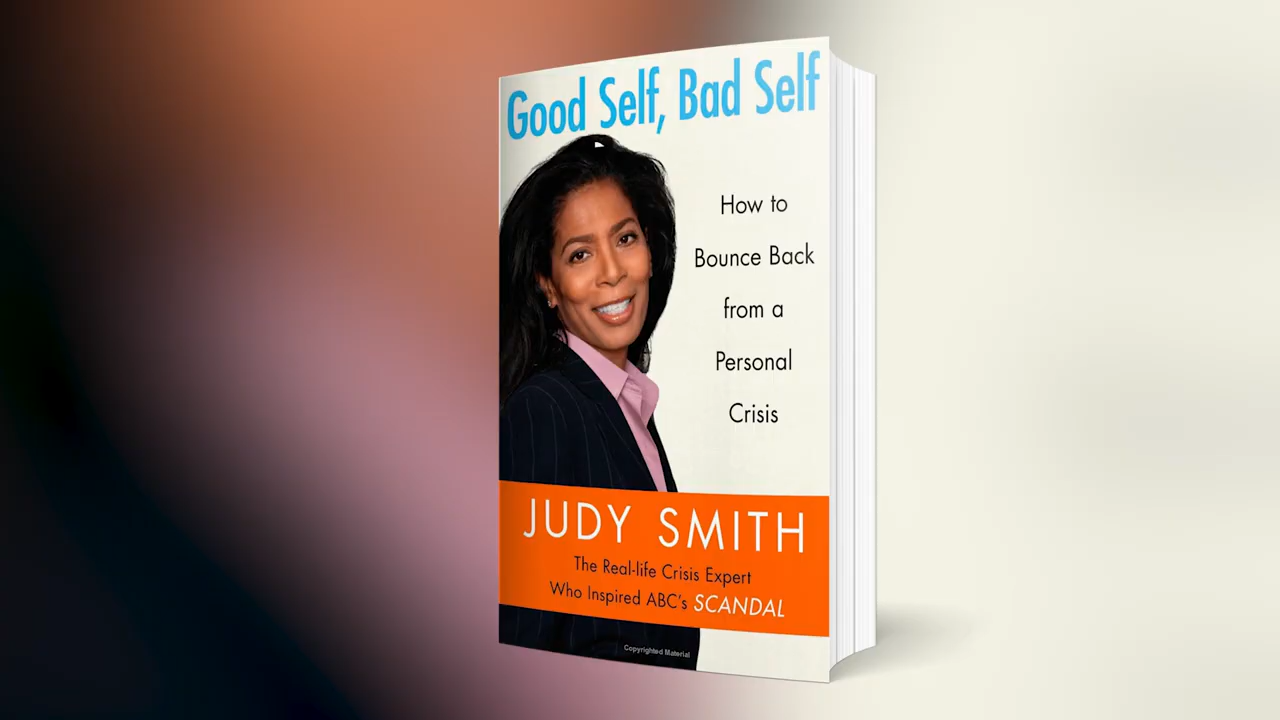 Good Self, Bad Self
How to
Bounce Back
from a
Personal
Crisis
JUDY SMITH
The Real-life Crisis Expert
Who Inspired ABC's SCANDAL
Copyrighted Material